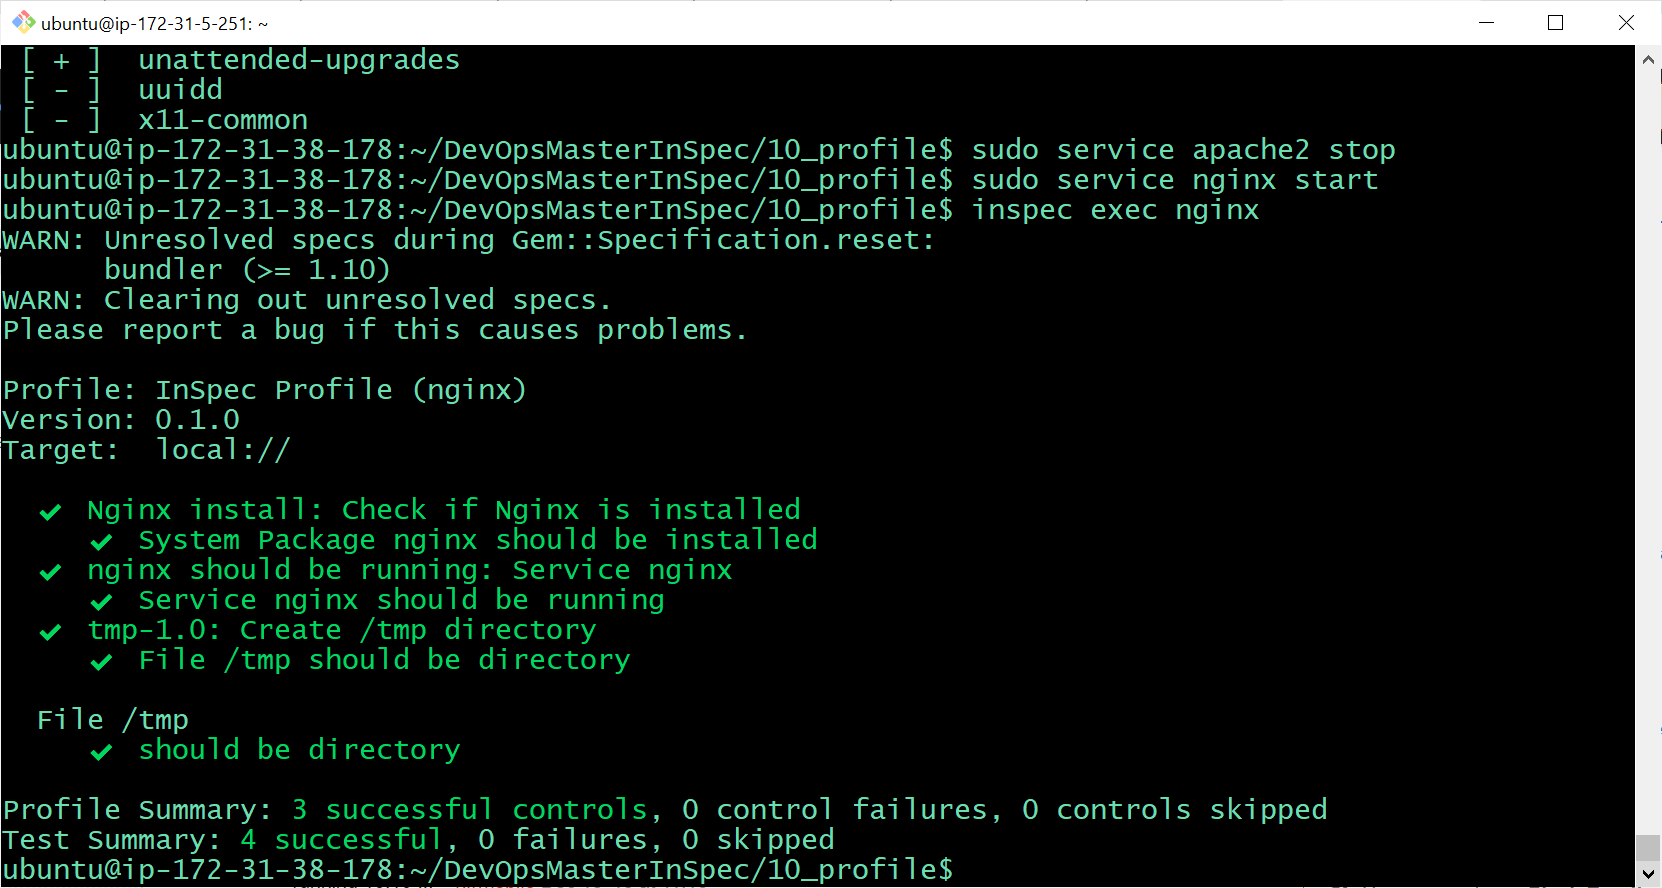 ubuntu@ip-172-31-5-251: ~
[ + ]  unattended-upgrades
[ - ]  uuidd
[ - ]  x11-common
ubuntu@ip-172-31-38-178:~/DevOpsMasterInSpec/10_profile$ sudo service apache2 stop
ubuntu@ip-172-31-38-178:~/DevOpsMasterInSpec/10_profile$ sudo service nginx start
ubuntu@ip-172-31-38-178:~/DevOpsMasterInSpec/10_profile$ inspec exec nginx
WARN: Unresolved specs during Gem::Specification.reset:
      bundler (>= 1.10)
WARN: Clearing out unresolved specs.
Please report a bug if this causes problems.
Profile: InSpec Profile (nginx)
Version: 0.1.0
Target:  local://
✔  Nginx install: Check if Nginx is installed
✔  System Package nginx should be installed
✔  nginx should be running: Service nginx
✔  Service nginx should be running
✔  tmp-1.0: Create /tmp directory
✔  File /tmp should be directory
File /tmp
✔  should be directory
Profile Summary: 3 successful controls, 0 control failures, 0 controls skipped
Test Summary: 4 successful, 0 failures, 0 skipped
ubuntu@ip-172-31-38-178:~/DevOpsMasterInSpec/10_profile$